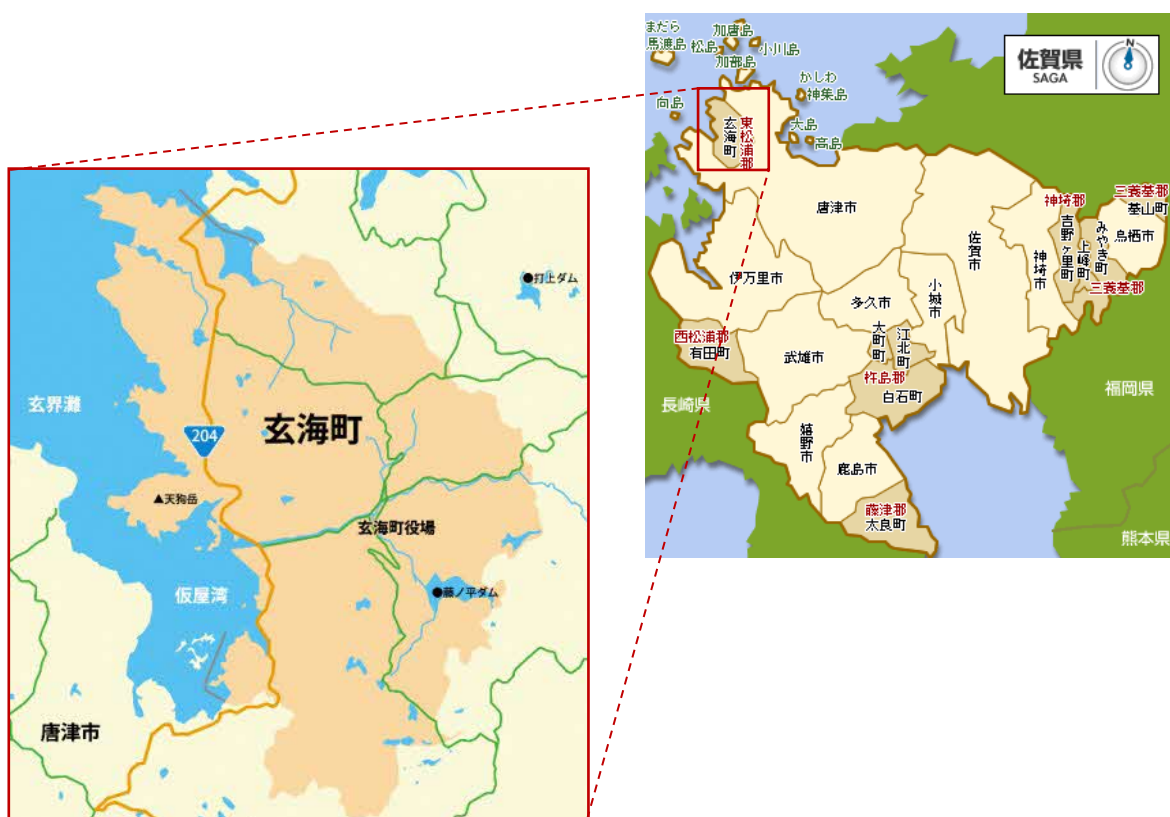 まだら
馬渡島
松島
加唐島
小川島
加部島
かしわ
神集島
向島
大島
高島
佐賀県
SAGA
N
玄海町
東松浦郡
唐津市
伊万里市
佐賀市
神埼市
神埼郡
吉野ヶ里町
上峰町
みやき町
三養基郡
基山町
鳥栖市
三養基郡
小城市
多久市
大町町
江北町
西松浦郡
有田町
武雄市
杵島郡
白石町
嬉野市
鹿島市
藤津郡
太良町
長崎県
福岡県
熊本県
●打上ダム
玄界灘
玄海町
204
▲天狗岳
玄海町役場
仮屋湾
●藤ノ平ダム
唐津市